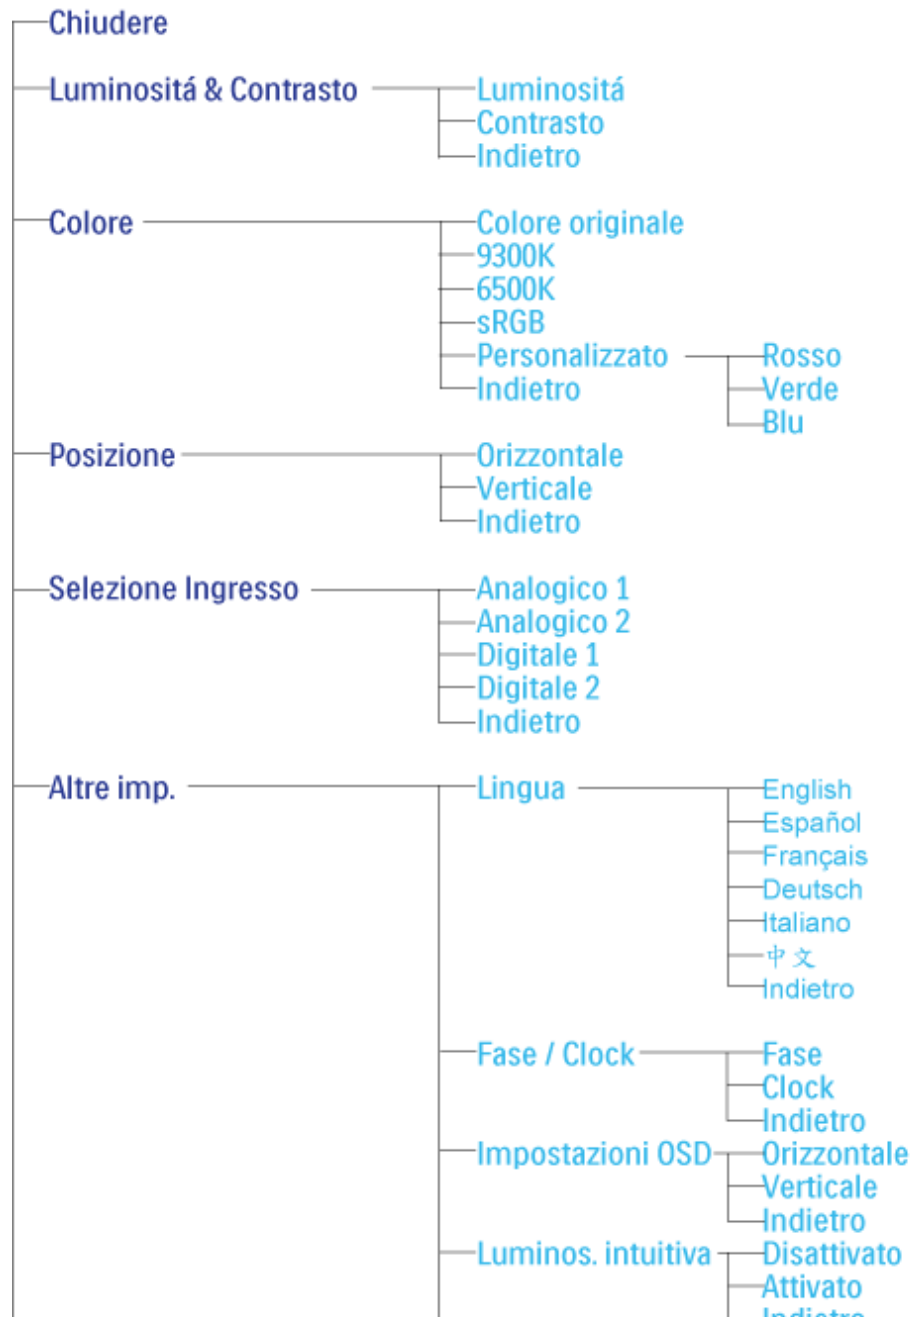 Chiudere
Luminositá & Contrasto Luminositá
Contrasto
Indietro
Colore Colore originale
9300K
6500K
sRGB
Personalizzato Rosso
Indietro Verde
Blu
Posizione Orizzontale
Verticale
Indietro
Selezione Ingresso Analogico 1
Analogico 2
Digitale 1
Digitale 2
Indietro
Altre imp. Lingua English
Español
Français
Deutsch
Italiano
中文
Indietro
Fase / Clock Fase
Clock
Indietro
Impostazioni OSD Orizzontale
Verticale
Indietro
Luminos. intuitiva Disattivato
Attivato
Indietro